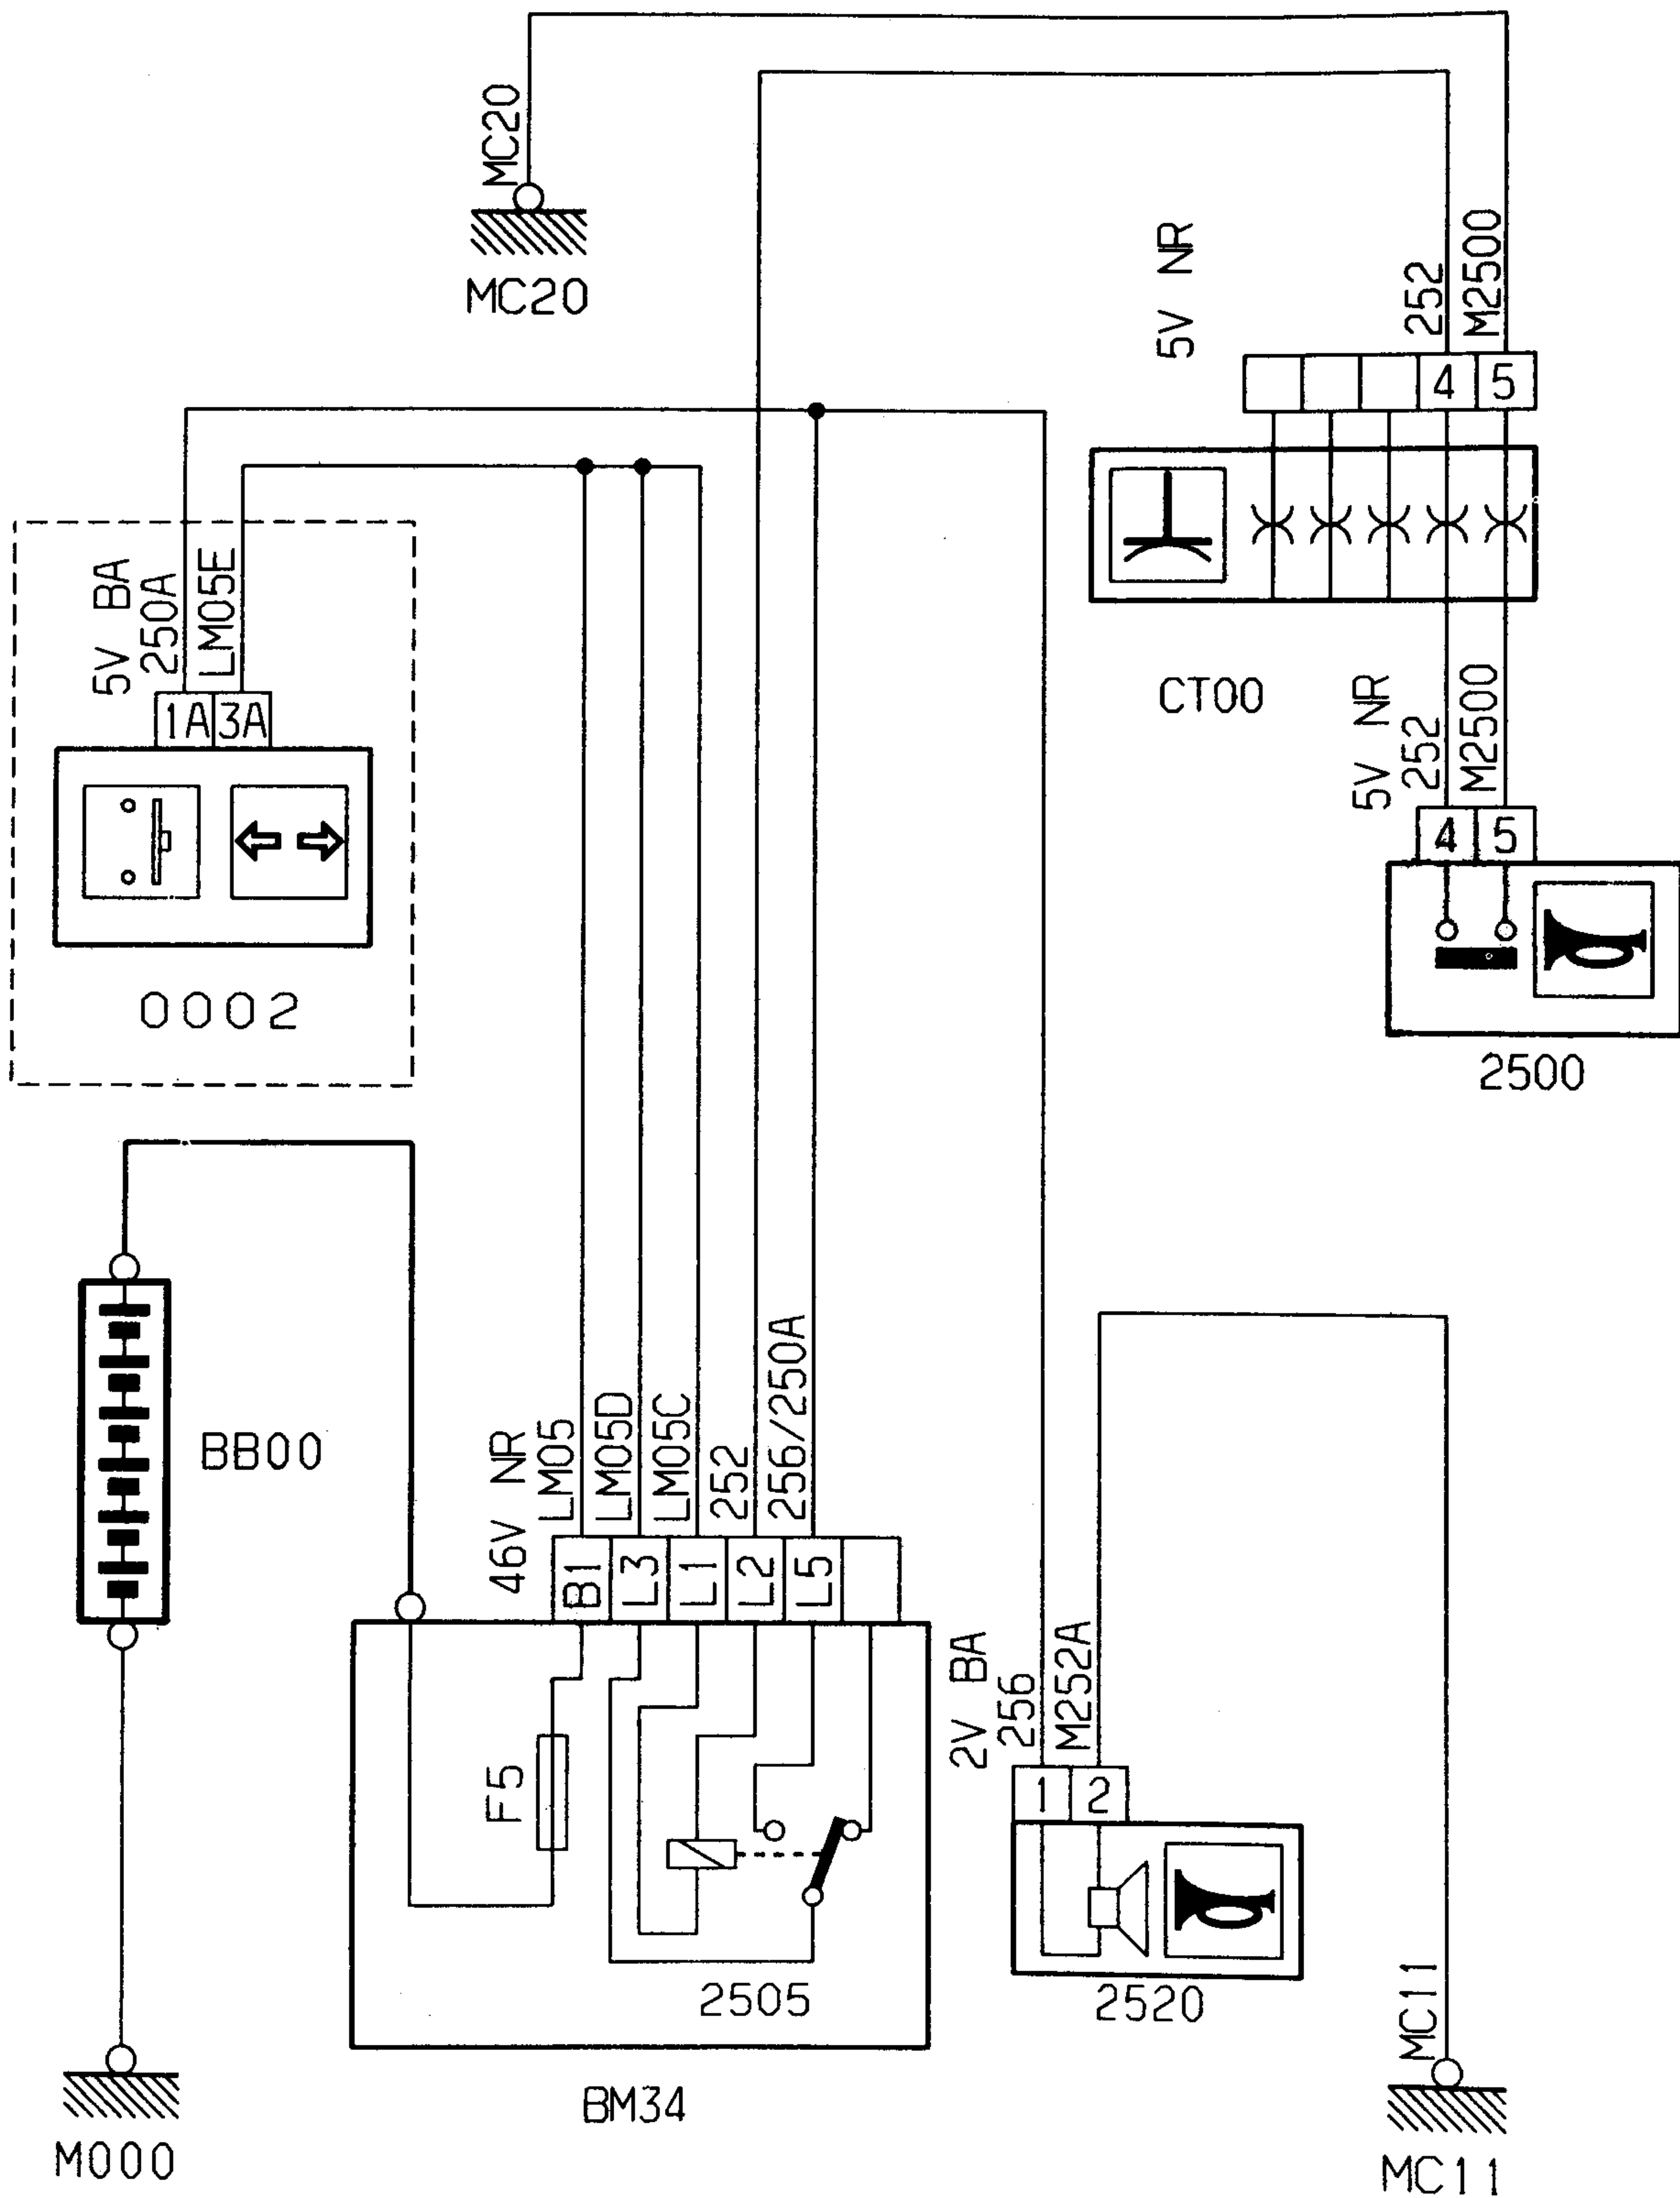 MC20
MC20
5V NR
252
M2500
4
5
5V BA
250A
LM05E
1A
3A
0002
CT00
5V NR
252
M2500
4
5
2500
BB00
46V NR
LM05
LM05D
LM05C
252
256/250A
B1
L3
L1
L2
L5
F5
2505
BM34
2V BA
256
M252A
1
2
2520
M000
MC11
MC11